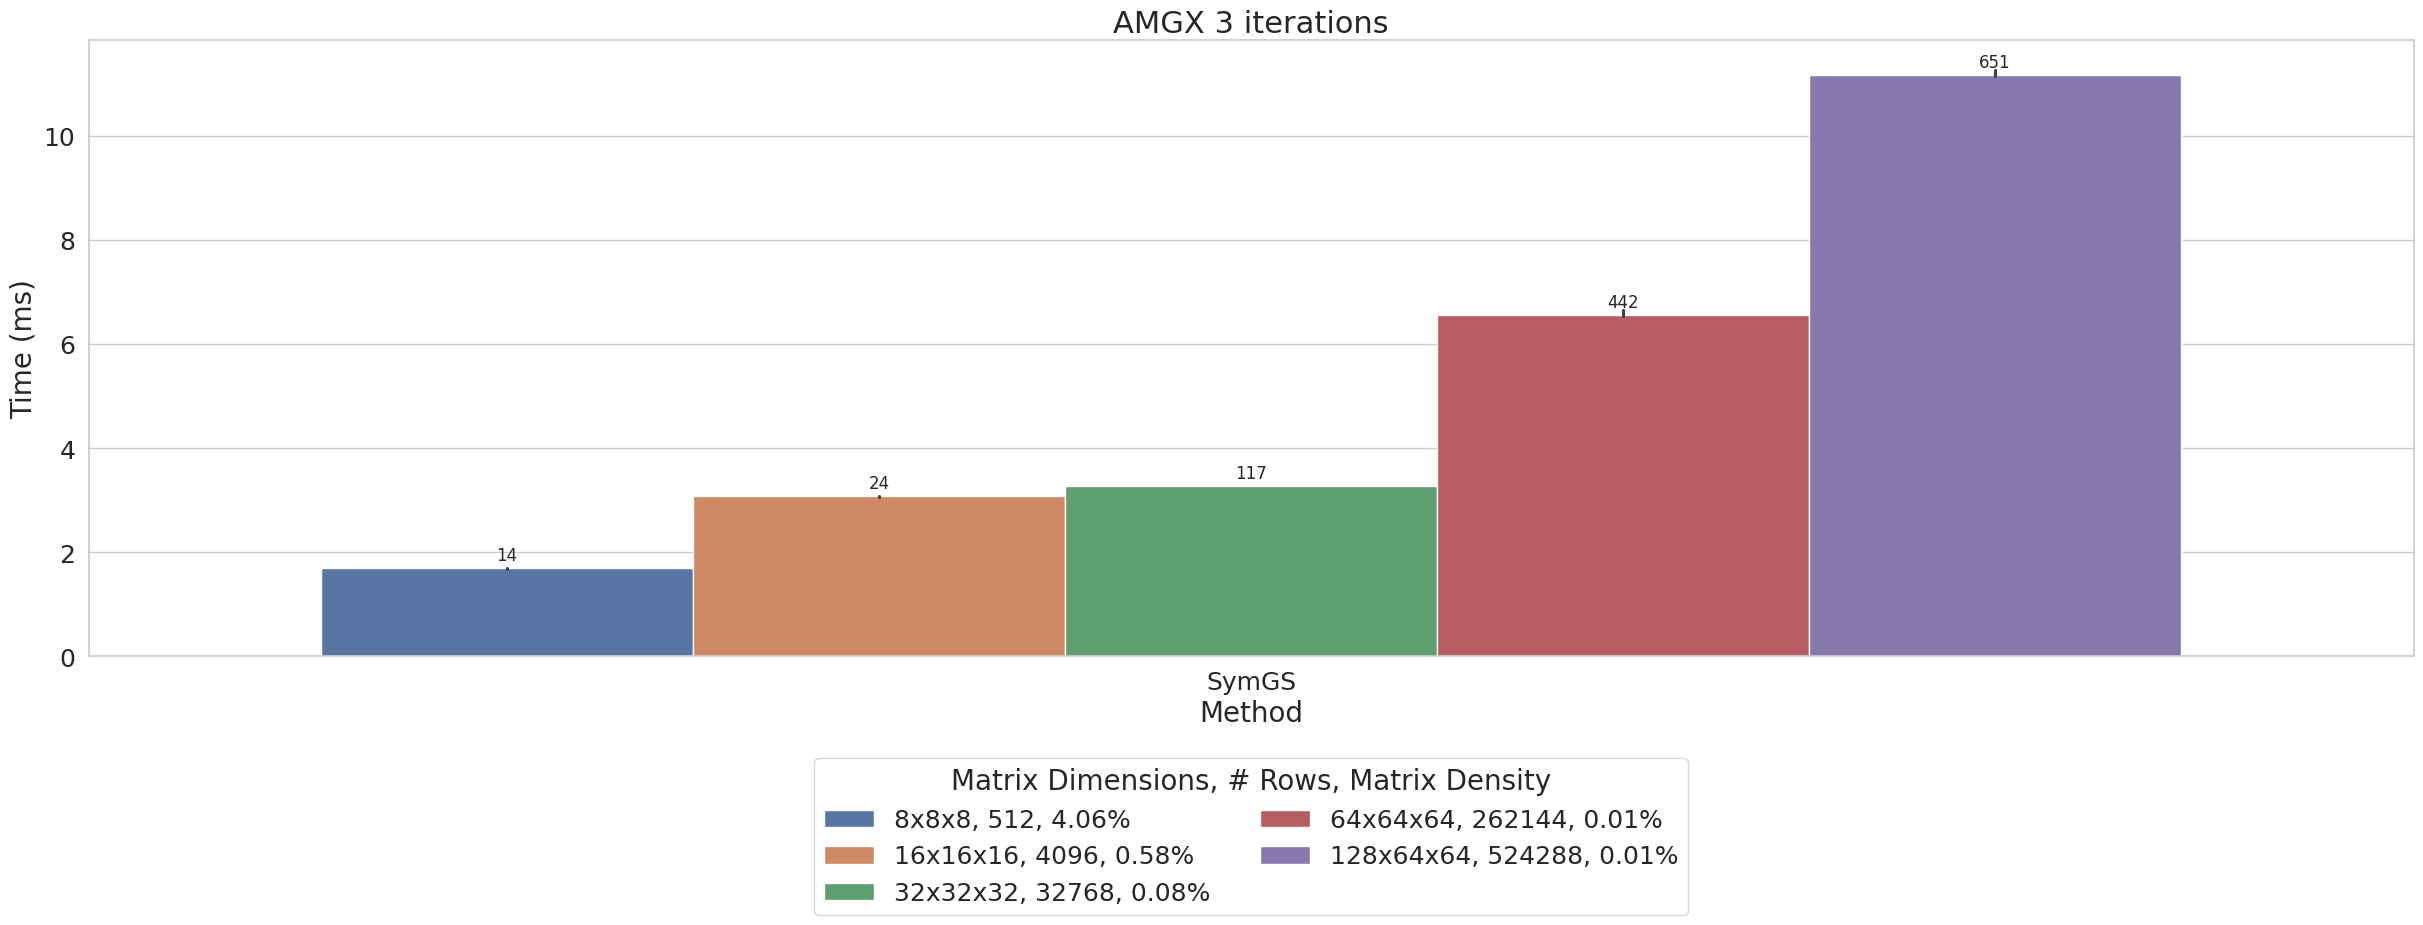 AMGX 3 iterations
651
10
8
Time (ms)
442
6
4
117
24
14
2
0
SymGS
Method
Matrix Dimensions, # Rows, Matrix Density
8x8x8, 512, 4.06%
16x16x16, 4096, 0.58%
32x32x32, 32768, 0.08%
64x64x64, 262144, 0.01%
128x64x64, 524288, 0.01%